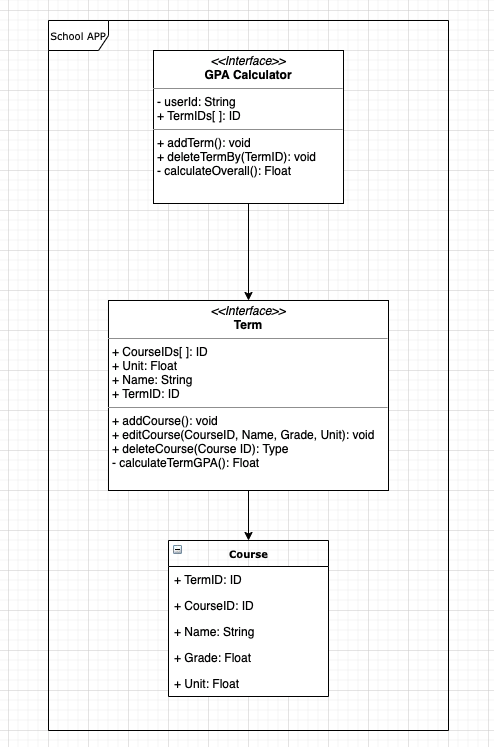 School APP
<<Interface>>
GPA Calculator
- userId: String
+ TermIDs[ ]: ID
+ addTerm(): void
+ deleteTermBy(TermID): void
- calculateOverall(): Float
<<Interface>>
Term
+ CourseIDs[ ]: ID
+ Unit: Float
+ Name: String
+ TermID: ID
+ addCourse(): void
+ editCourse(CourseID, Name, Grade, Unit): void
+ deleteCourse(Course ID): Type
- calculateTermGPA(): Float
Course
+ TermID: ID
+ CourseID: ID
+ Name: String
+ Grade: Float
+ Unit: Float